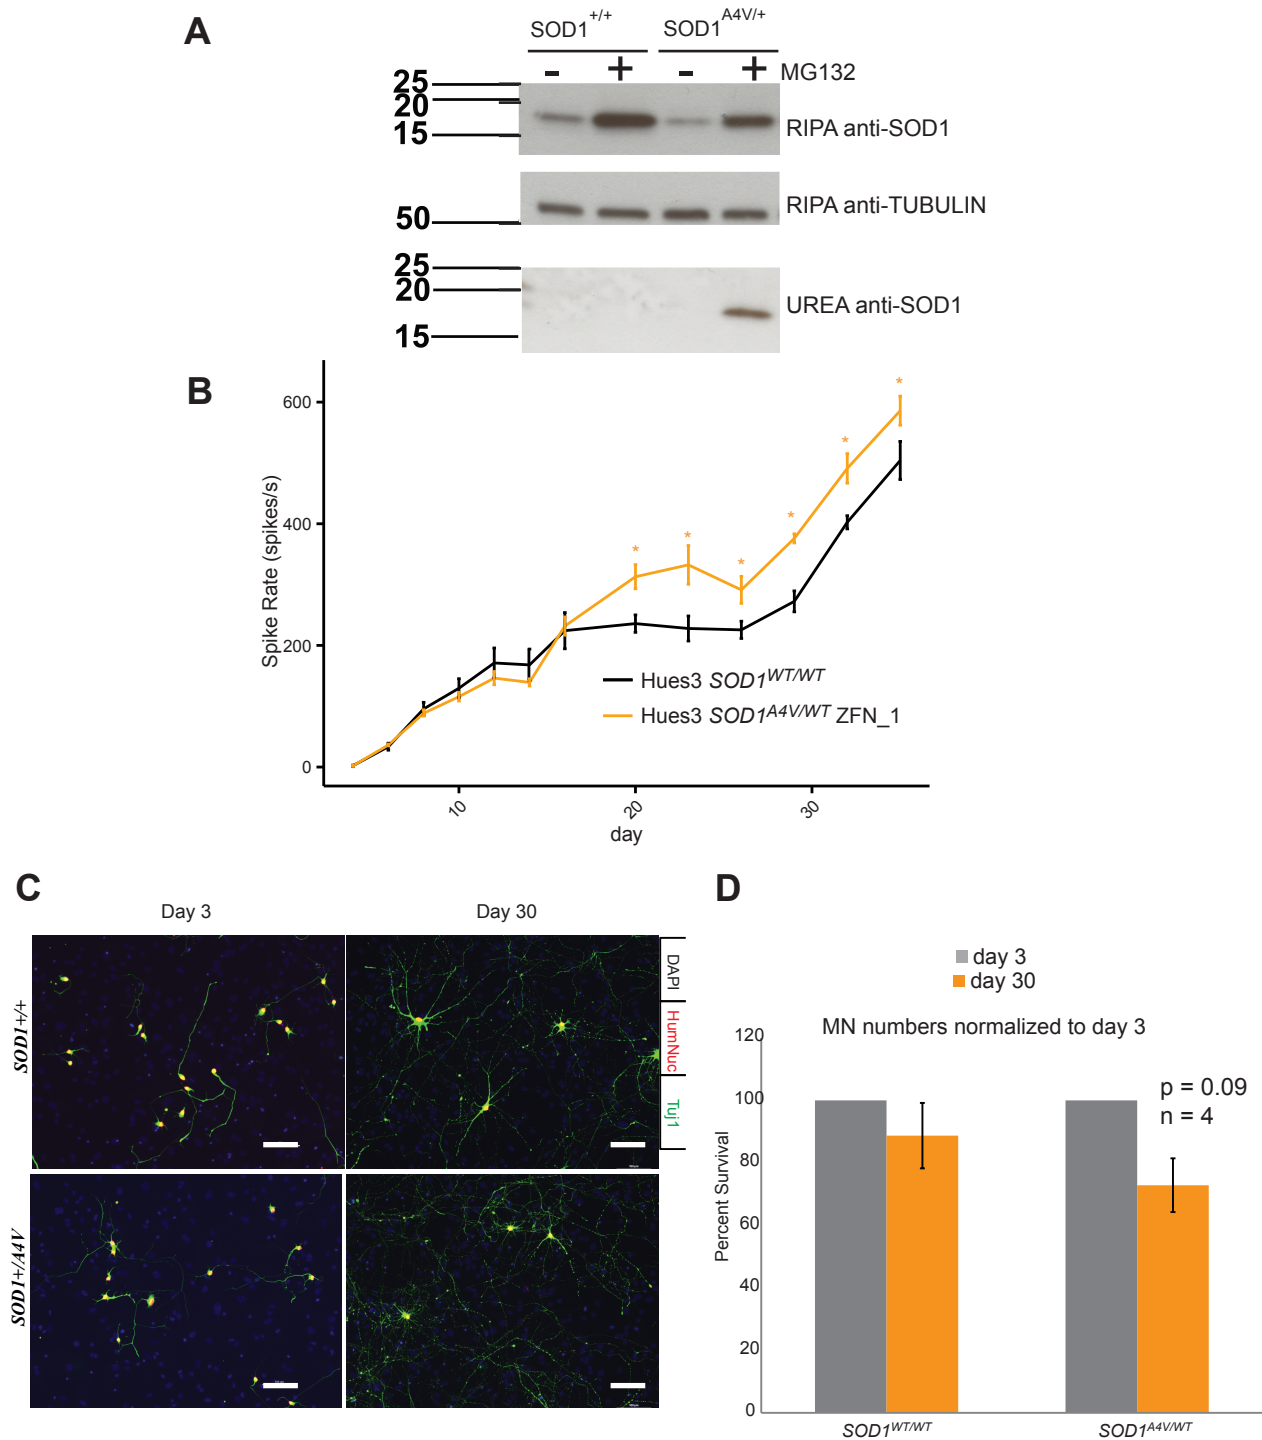 A
SOD1+/+ SOD1A4V/+
- + - + MG132
25
20
15
RIPA anti-SOD1
50
RIPA anti-TUBULIN
25
20
15
UREA anti-SOD1
B
600
400
200
0
Spike Rate (spikes/s)
* * * * * *
Hues3 SOD1WT/WT
Hues3 SOD1A4V/WT ZFN_1
10 20 30
day
C
Day 3 Day 30
SOD1+/+
SOD1+/A4V
DAPI
HumNuc
Tuj1
D
day 3
day 30
MN numbers normalized to day 3
120
100
80
60
40
20
0
Percent Survival
p = 0.09
n = 4
SOD1WT/WT SOD1A4V/WT